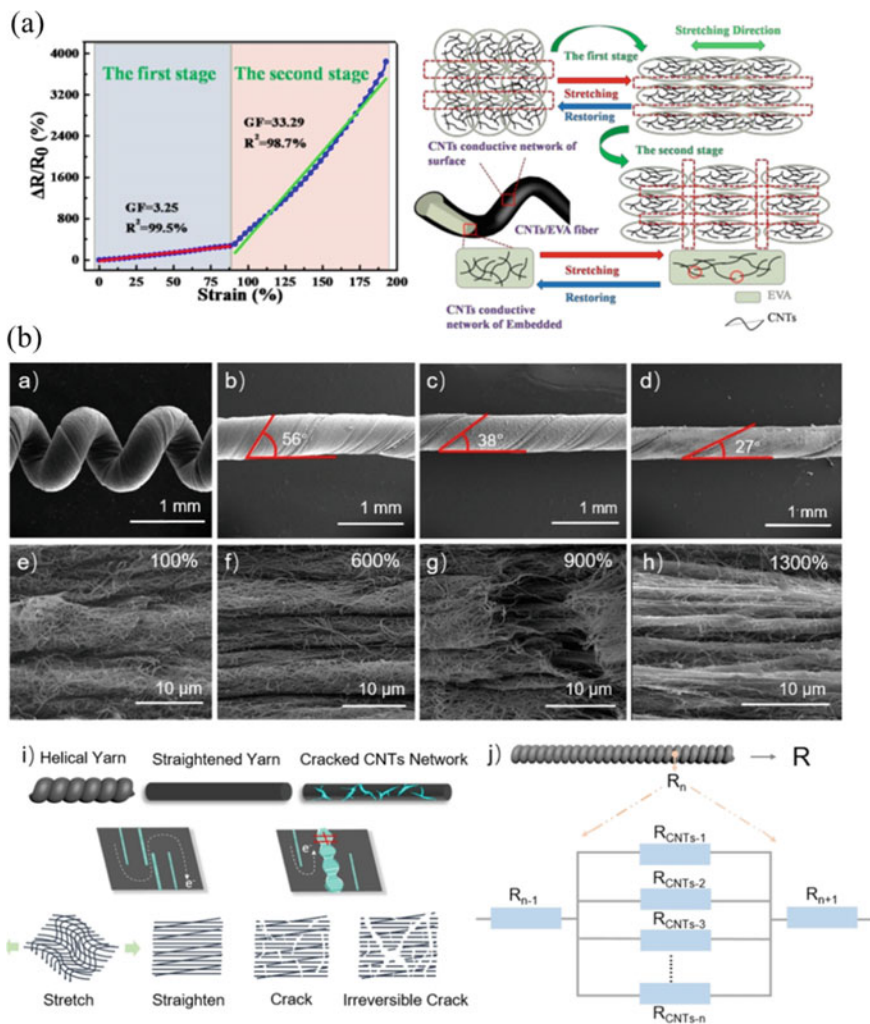 (a)
4000
3200
2400
1600
800
0
ΔR/R0 (%)
The first stage
The second stage
GF=33.29
R²=98.7%
GF=3.25
R²=99.5%
0 25 50 75 100 125 150 175 200
Strain (%)
The first stage
Stretching Direction
Stretching
Restoring
CNTs conductive network of
surface
The second stage
CNTs/EVA fiber
Stretching
Restoring
CNTs conductive
network of Embedded
EVA
CNTs
(b)
a)
1 mm
b)
56°
1 mm
c)
38°
1 mm
d)
27°
1 mm
e)
100%
10 μm
f)
600%
10 μm
g)
900%
10 μm
h)
1300%
10 μm
i)
Helical Yarn
Straightened Yarn
Cracked CNTs Network
e-
e-
Stretch
Straighten
Crack
Irreversible Crack
j)
R
Rn
RCNTs-1
RCNTs-2
Rn-1
Rn+1
RCNTs-3
RCNTs-n